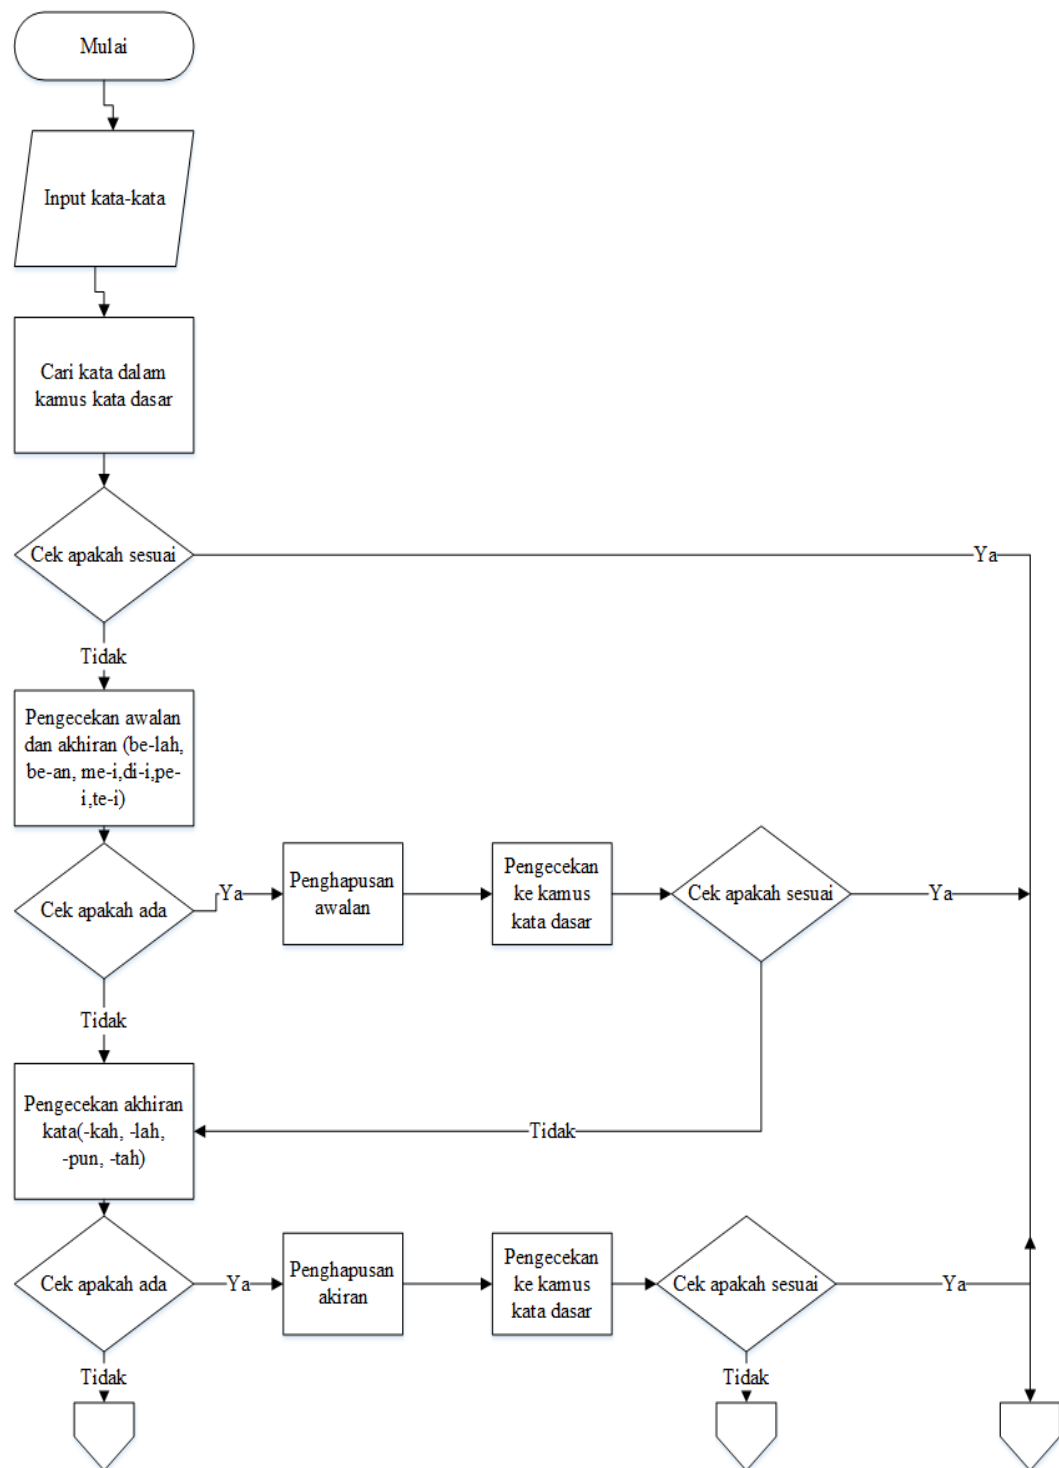 Mulai
Input kata-kata
Cari kata dalam
kamus kata dasar
Cek apakah sesuai
Ya
Tidak
Pengecekan awalan
dan akhiran (be-lah,
be-an, me-i,di-i,pe-
i,te-i)
Cek apakah ada
Ya
Penghapusan
awalan
Pengecekan
ke kamus
kata dasar
Cek apakah sesuai
Ya
Tidak
Tidak
Pengecekan akhiran
kata(-kah, -lah,
-pun, -tah)
Cek apakah ada
Ya
Penghapusan
akiran
Pengecekan
ke kamus
kata dasar
Cek apakah sesuai
Ya
Tidak
Tidak